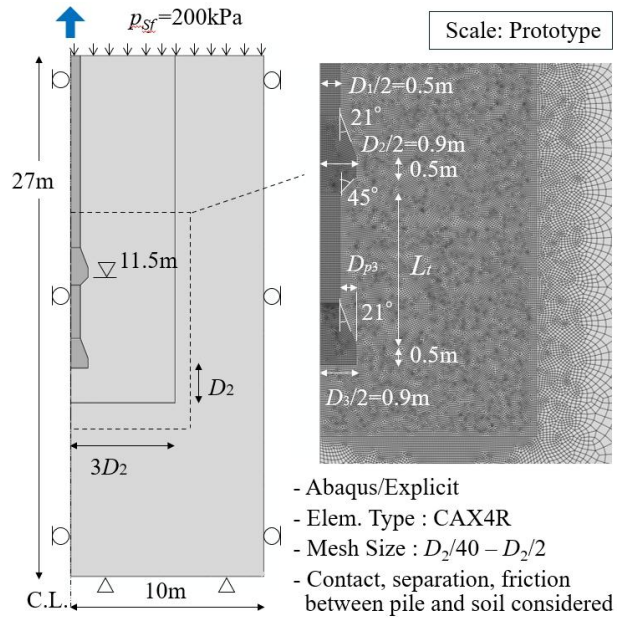 p_Sf=200kPa
Scale: Prototype
27m
11.5m
D₂
3D₂
C.L.
10m
D₁/2=0.5m
21°
D₂/2=0.9m
0.5m
45°
Dₚ₃
Lₜ
21°
0.5m
D₃/2=0.9m
- Abaqus/Explicit
- Elem. Type : CAX4R
- Mesh Size : D₂/40 – D₂/2
- Contact, separation, friction
between pile and soil considered